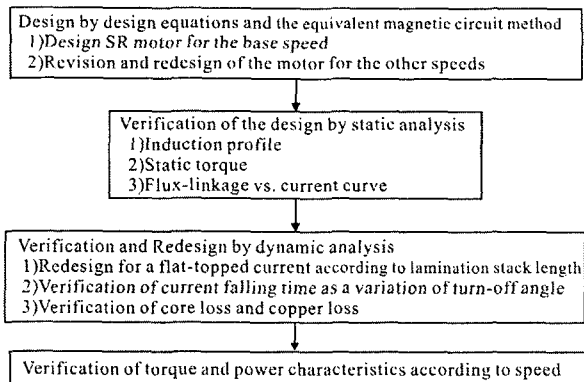 Design by design equations and the equivalent magnetic circuit method
1)Design SR motor for the base speed
2)Revision and redesign of the motor for the other speeds
Verification of the design by static analysis
1)Induction profile
2)Static torque
3)Flux-linkage vs. current curve
Verification and Redesign by dynamic analysis
1)Redesign for a flat-topped current according to lamination stack length
2)Verification of current falling time as a variation of turn-off angle
3)Verification of core loss and copper loss
Verification of torque and power characteristics according to speed